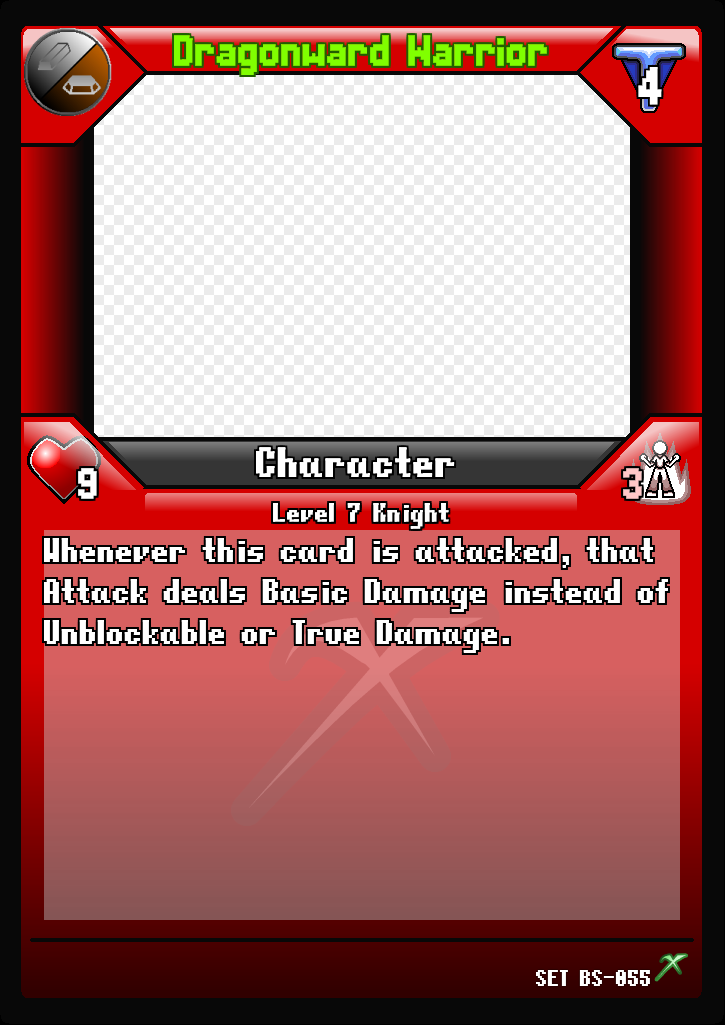 Dragonward Warrior
4
Character
9
3
Level 7 Knight
Whenever this card is attacked, that
Attack deals Basic Damage instead of
Unblockable or True Damage.
SET BS-055